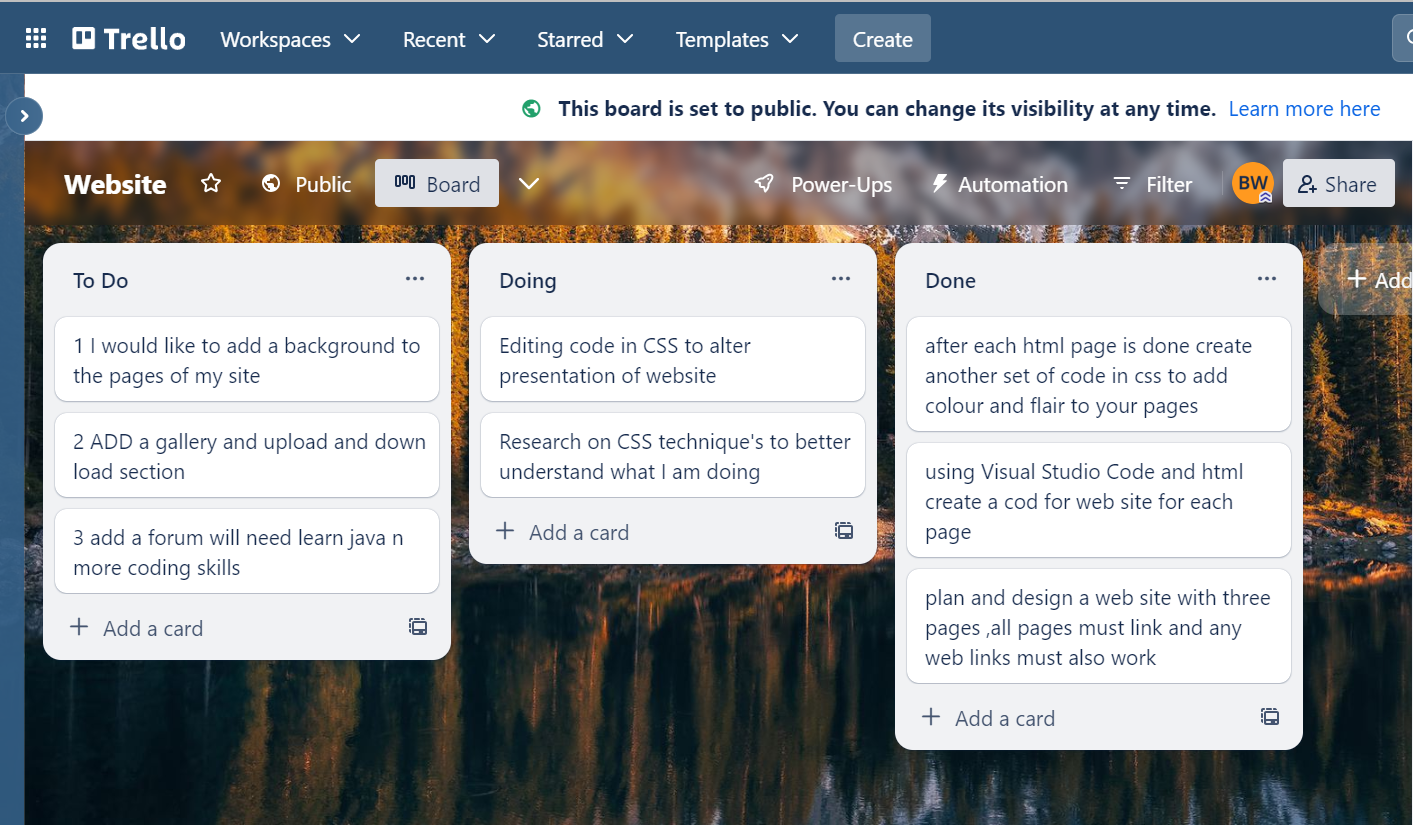 Trello
Workspaces
Recent
Starred
Templates
Create
This board is set to public. You can change its visibility at any time. Learn more here
Website
Public
Board
Power-Ups
Automation
Filter
BW
Share
To Do
1 I would like to add a background to
the pages of my site
2 ADD a gallery and upload and down
load section
3 add a forum will need learn java n
more coding skills
+ Add a card
Doing
Editing code in CSS to alter
presentation of website
Research on CSS technique's to better
understand what I am doing
+ Add a card
Done
after each html page is done create
another set of code in css to add
colour and flair to your pages
using Visual Studio Code and html
create a cod for web site for each
page
plan and design a web site with three
pages ,all pages must link and any
web links must also work
+ Add a card
+ Add